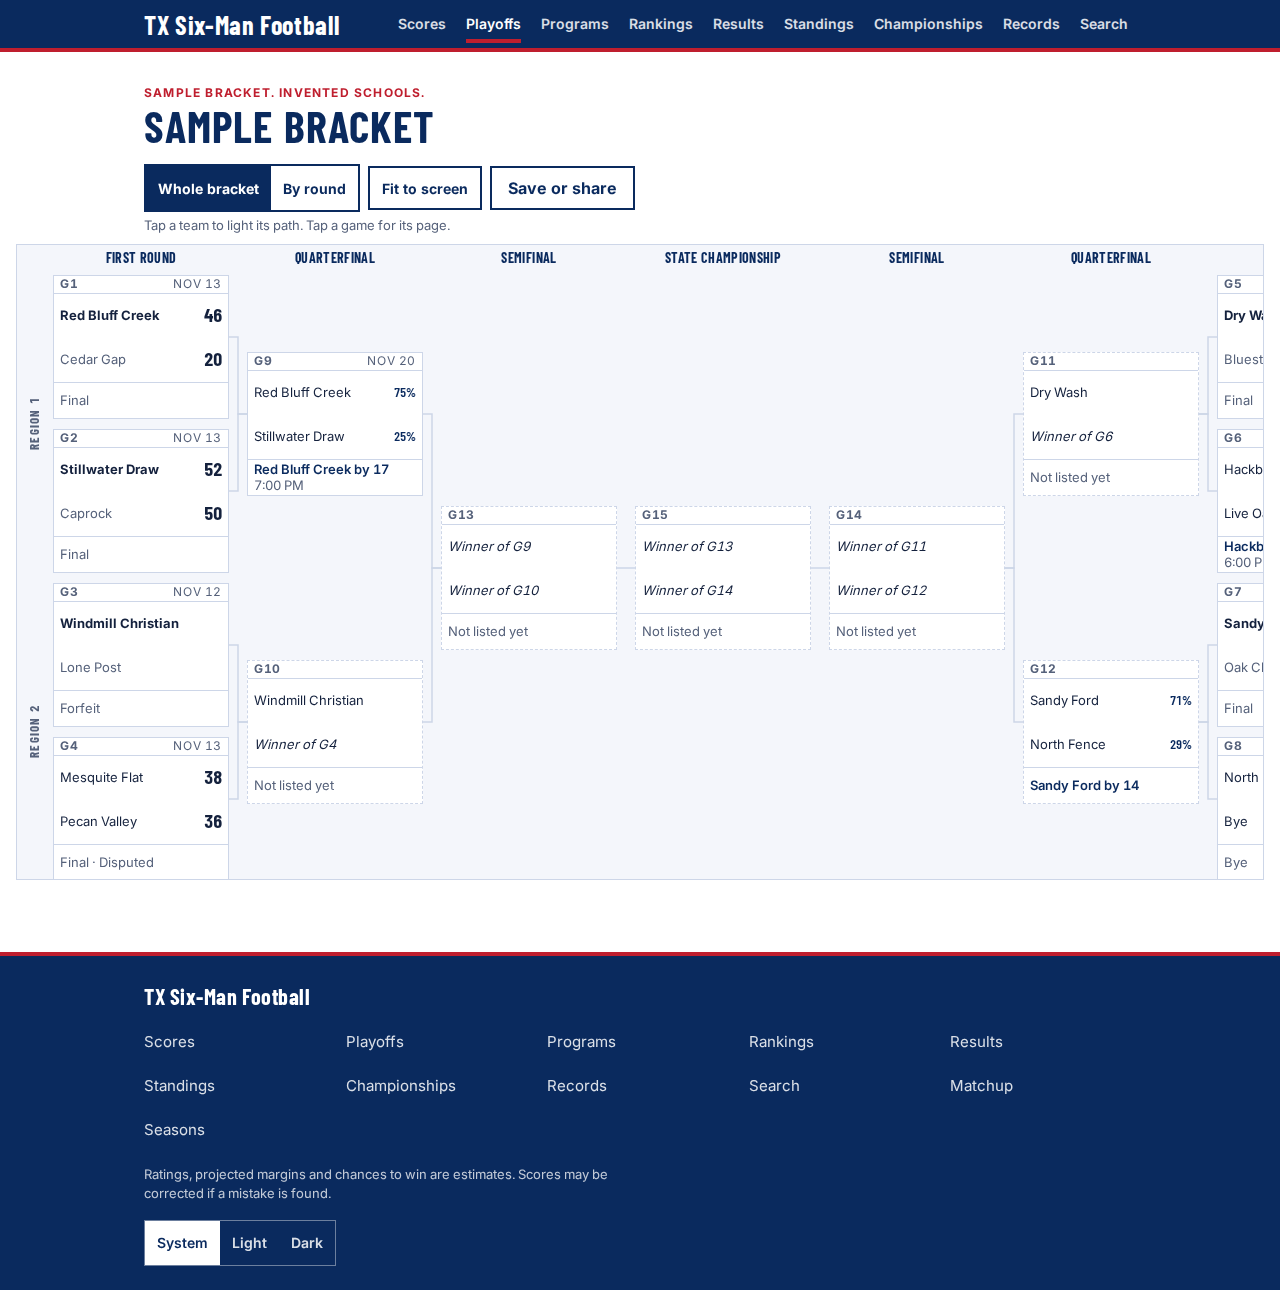 TX Six-Man Football
Scores Playoffs Programs Rankings Results Standings Championships Records Search
SAMPLE BRACKET. INVENTED SCHOOLS.
SAMPLE BRACKET
Whole bracket By round Fit to screen Save or share
Tap a team to light its path. Tap a game for its page.
FIRST ROUND QUARTERFINAL SEMIFINAL STATE CHAMPIONSHIP SEMIFINAL QUARTERFINAL
REGION 1
G1 NOV 13
Red Bluff Creek 46
Cedar Gap 20
Final
G2 NOV 13
Stillwater Draw 52
Caprock 50
Final
REGION 2
G3 NOV 12
Windmill Christian
Lone Post
Forfeit
G4 NOV 13
Mesquite Flat 38
Pecan Valley 36
Final · Disputed
G9 NOV 20
Red Bluff Creek 75%
Stillwater Draw 25%
Red Bluff Creek by 17
7:00 PM
G10
Windmill Christian
Winner of G4
Not listed yet
G13
Winner of G9
Winner of G10
Not listed yet
G15
Winner of G13
Winner of G14
Not listed yet
G14
Winner of G11
Winner of G12
Not listed yet
G11
Dry Wash
Winner of G6
Not listed yet
G12
Sandy Ford 71%
North Fence 29%
Sandy Ford by 14
G5
Dry
Final
G6
Live
6:00
G7
Sandy
Oak
Final
G8
North
Bye
Bye
TX Six-Man Football
Scores Playoffs Programs Rankings Results
Standings Championships Records Search Matchup
Seasons
Ratings, projected margins and chances to win are estimates. Scores may be
corrected if a mistake is found.
System Light Dark